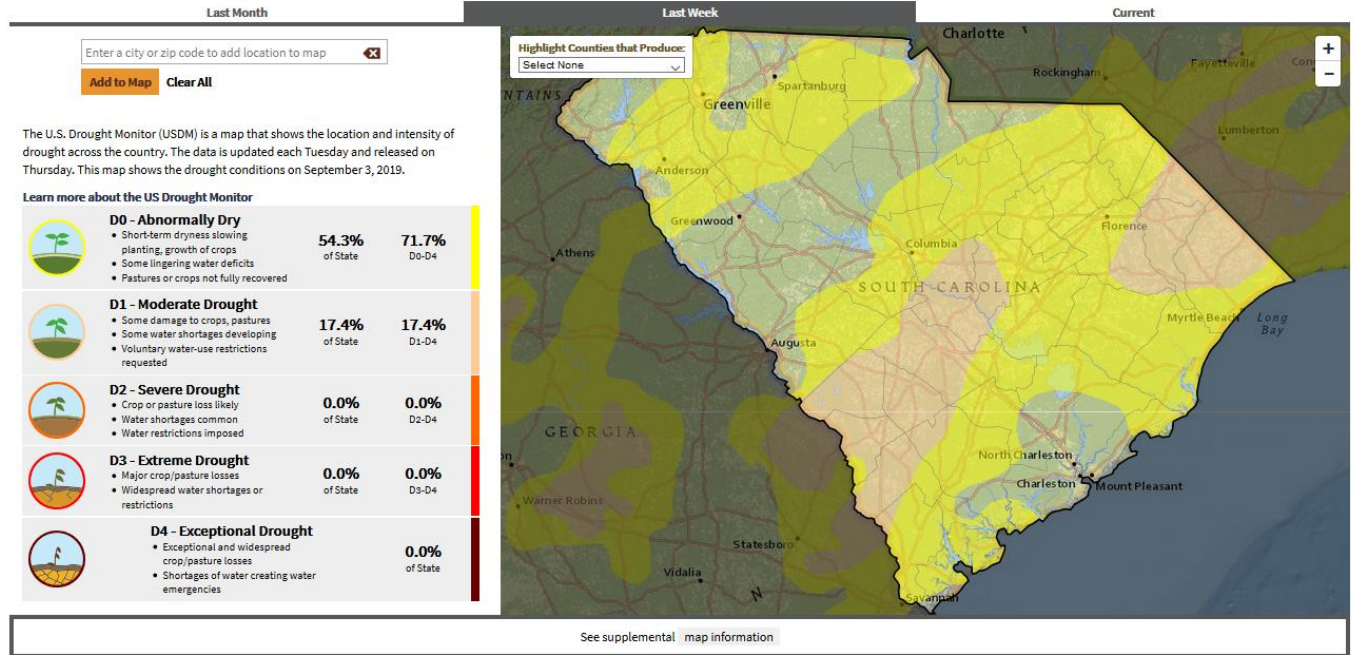 Last Month
Last Week
Current
Enter a city or zip code to add location to map
Add to Map Clear All
The U.S. Drought Monitor (USDM) is a map that shows the location and intensity of
drought across the country. The data is updated each Tuesday and released on
Thursday. This map shows the drought conditions on September 3, 2019.
Learn more about the US Drought Monitor
D0 - Abnormally Dry
• Short-term dryness slowing
planting, growth of crops
• Some lingering water deficits
• Pastures or crops not fully recovered
54.3%
of State
71.7%
D0-D4
D1 - Moderate Drought
• Some damage to crops, pastures
• Some water shortages developing
• Voluntary water-use restrictions
requested
17.4%
of State
17.4%
D1-D4
D2 - Severe Drought
• Crop or pasture loss likely
• Water shortages common
• Water restrictions imposed
0.0%
of State
0.0%
D2-D4
D3 - Extreme Drought
• Major crop/pasture losses
• Widespread water shortages or
restrictions
0.0%
of State
0.0%
D3-D4
D4 - Exceptional Drought
• Exceptional and widespread
crop/pasture losses
• Shortages of water creating water
emergencies
0.0%
of State
Highlight Counties that Produce:
Select None
+
−
Charlotte
Rockingham
Fayetteville
NTAINS
Spartanburg
Greenville
Lumberton
Anderson
Greenwood
Florence
Columbia
Athens
SOUTH CAROLINA
Myrtle Beach
Long
Bay
Augusta
GEORGIA
North Charleston
Charleston
Mount Pleasant
Warner Robins
Statesboro
Vidalia
Savannah
See supplemental map information